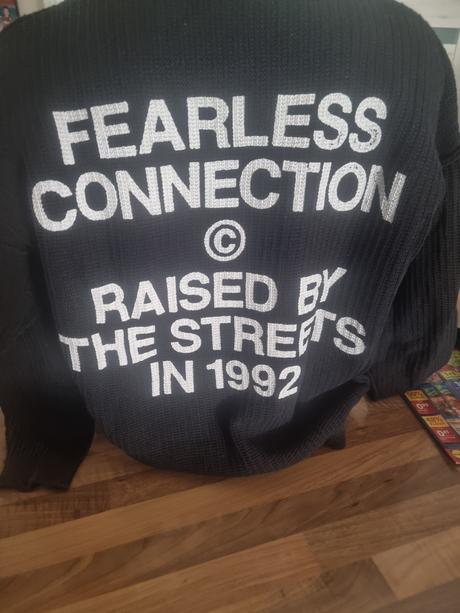 FEARLESS
CONNECTION
©
RAISED BY
THE STREETS
IN 1992